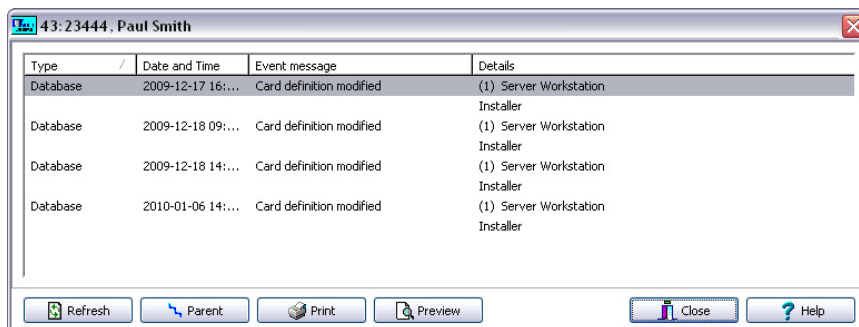 43:23444, Paul Smith
Type Date and Time Event message Details
Database 2009-12-17 16:... Card definition modified (1) Server Workstation
Installer
Database 2009-12-18 09:... Card definition modified (1) Server Workstation
Installer
Database 2009-12-18 14:... Card definition modified (1) Server Workstation
Installer
Database 2010-01-06 14:... Card definition modified (1) Server Workstation
Installer
Refresh Parent Print Preview Close Help